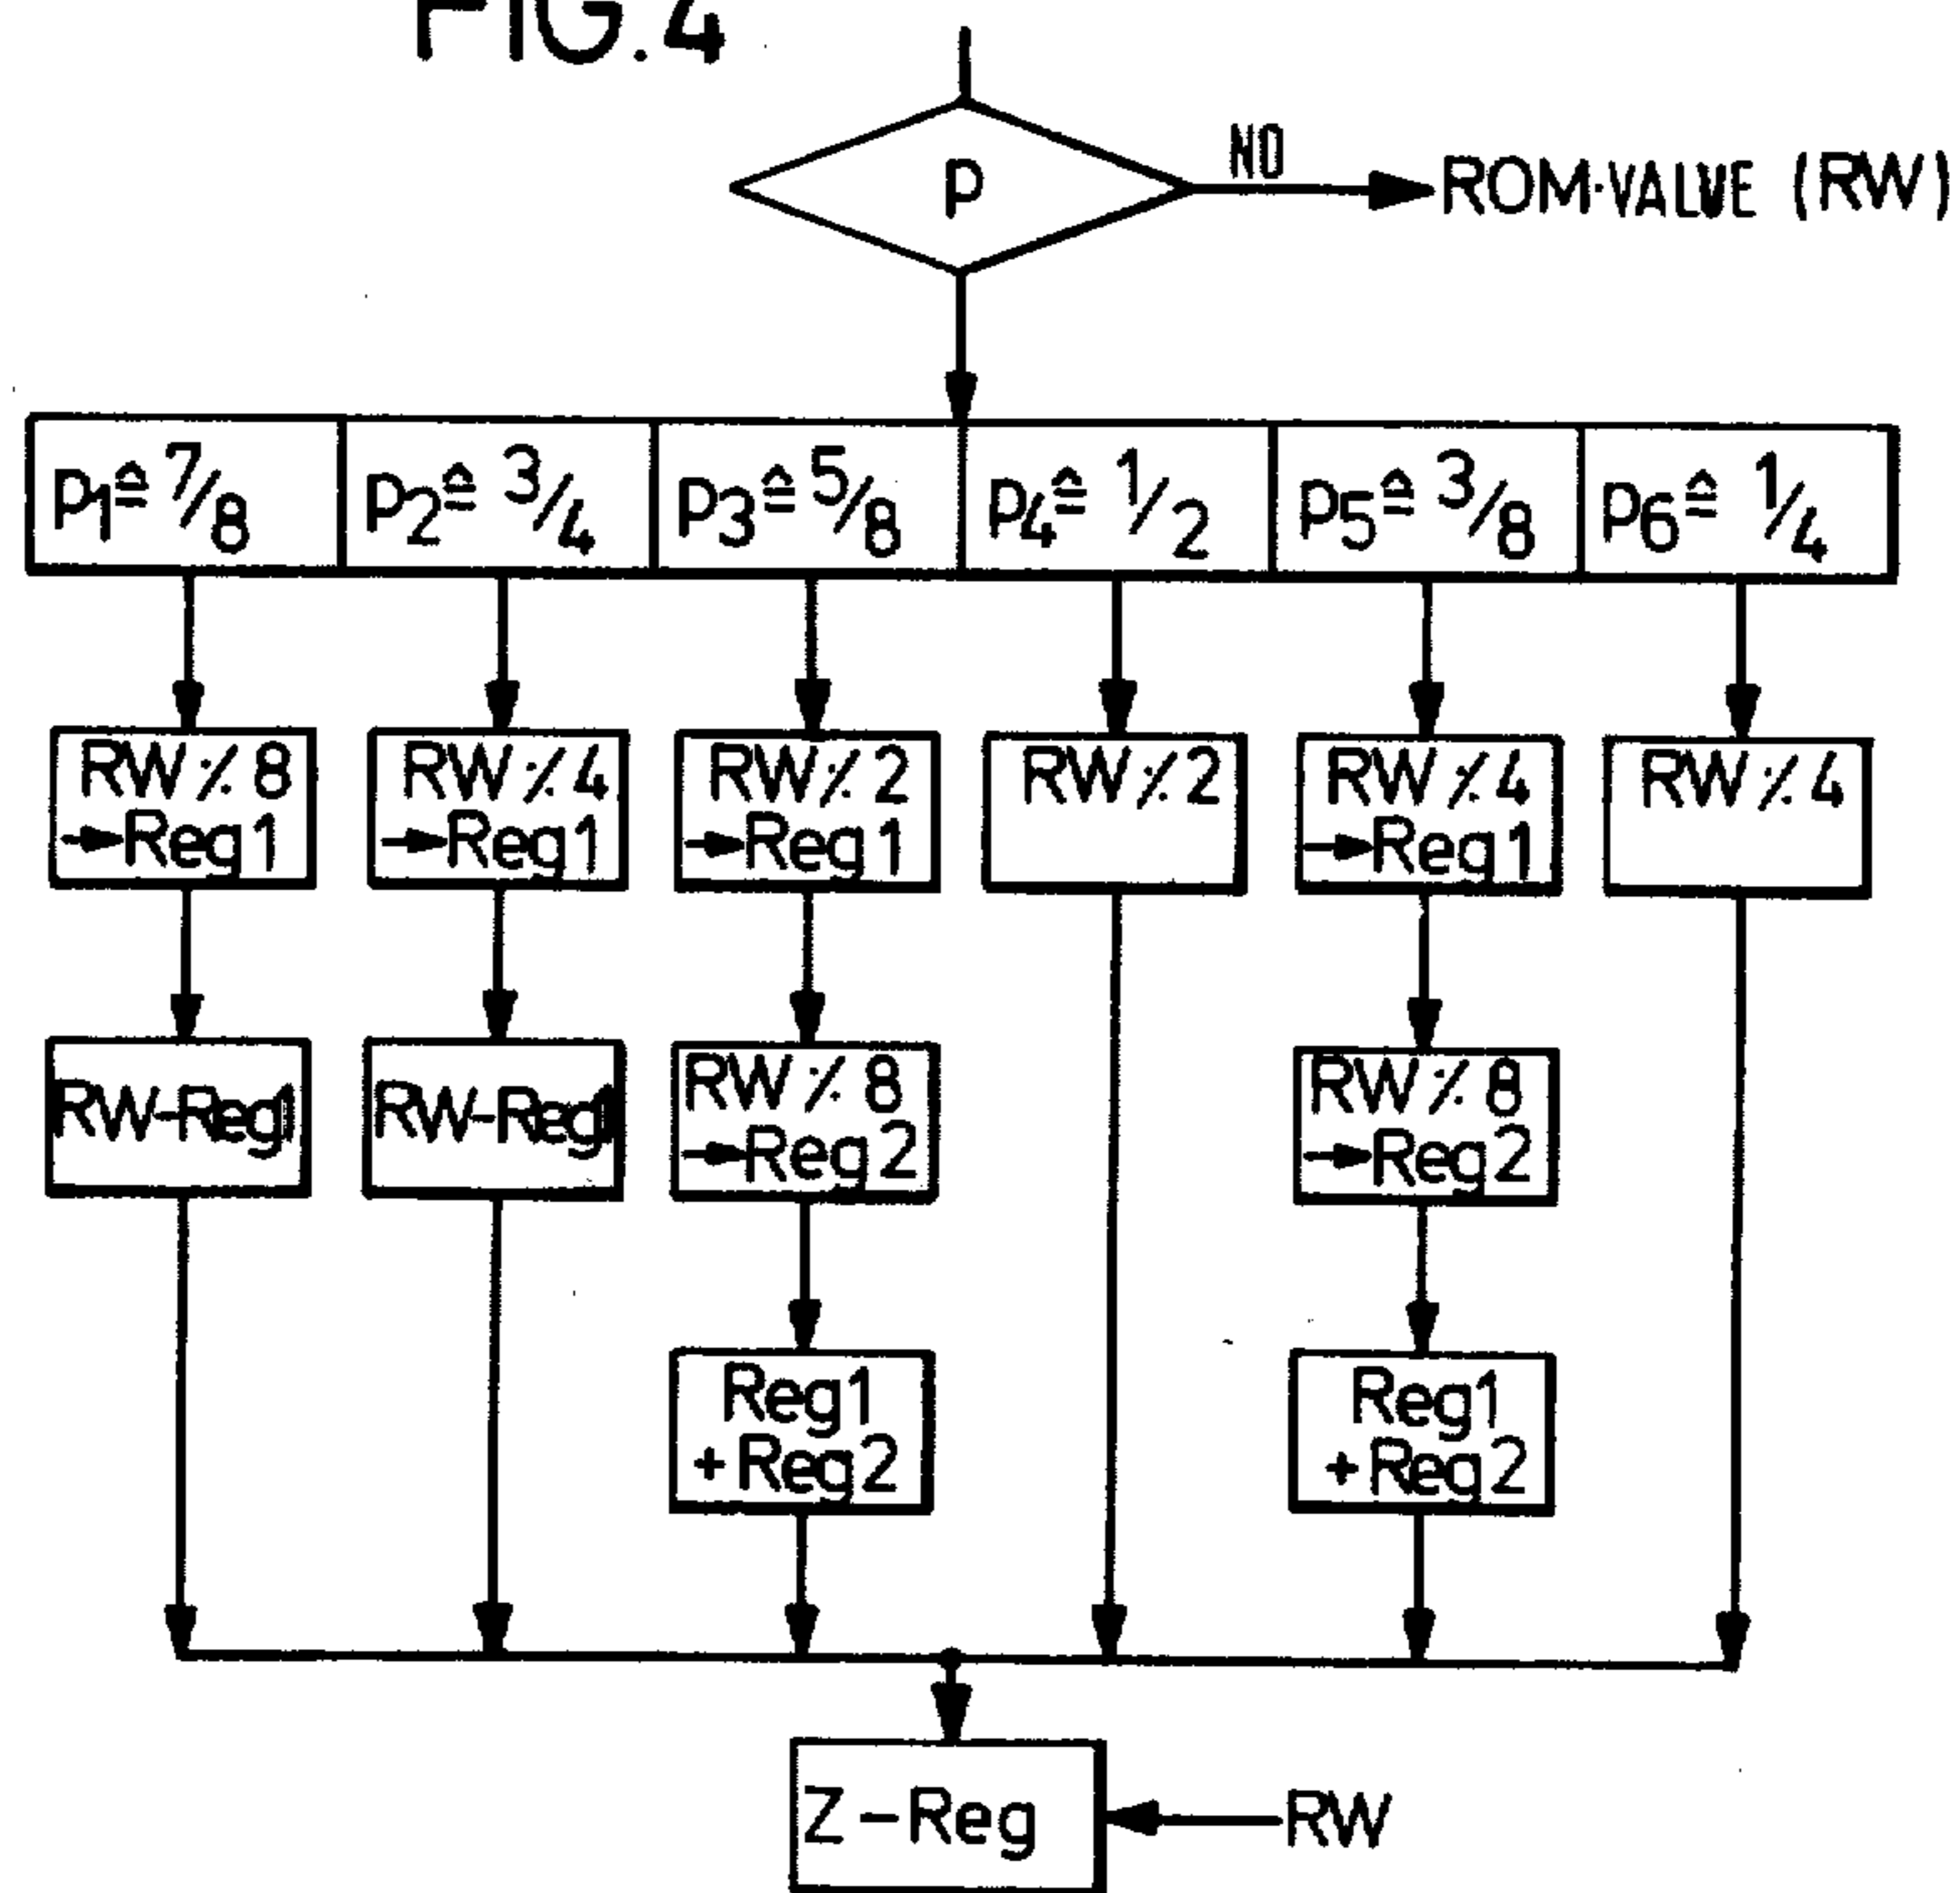 FIG.4
p
NO
ROM-VALUE (RW)
p1≙ 7/8
p2≙ 3/4
p3≙ 5/8
p4≙ 1/2
p5≙ 3/8
p6≙ 1/4
RW ⁒ 8
→Reg1
RW ⁒ 4
→Reg1
RW ⁒ 2
→Reg1
RW ⁒ 2
RW ⁒ 4
→Reg1
RW ⁒ 4
RW-Reg1
RW-Reg1
RW ⁒ 8
→Reg2
RW ⁒ 8
→Reg2
Reg1
+Reg2
Reg1
+Reg2
Z-Reg
RW